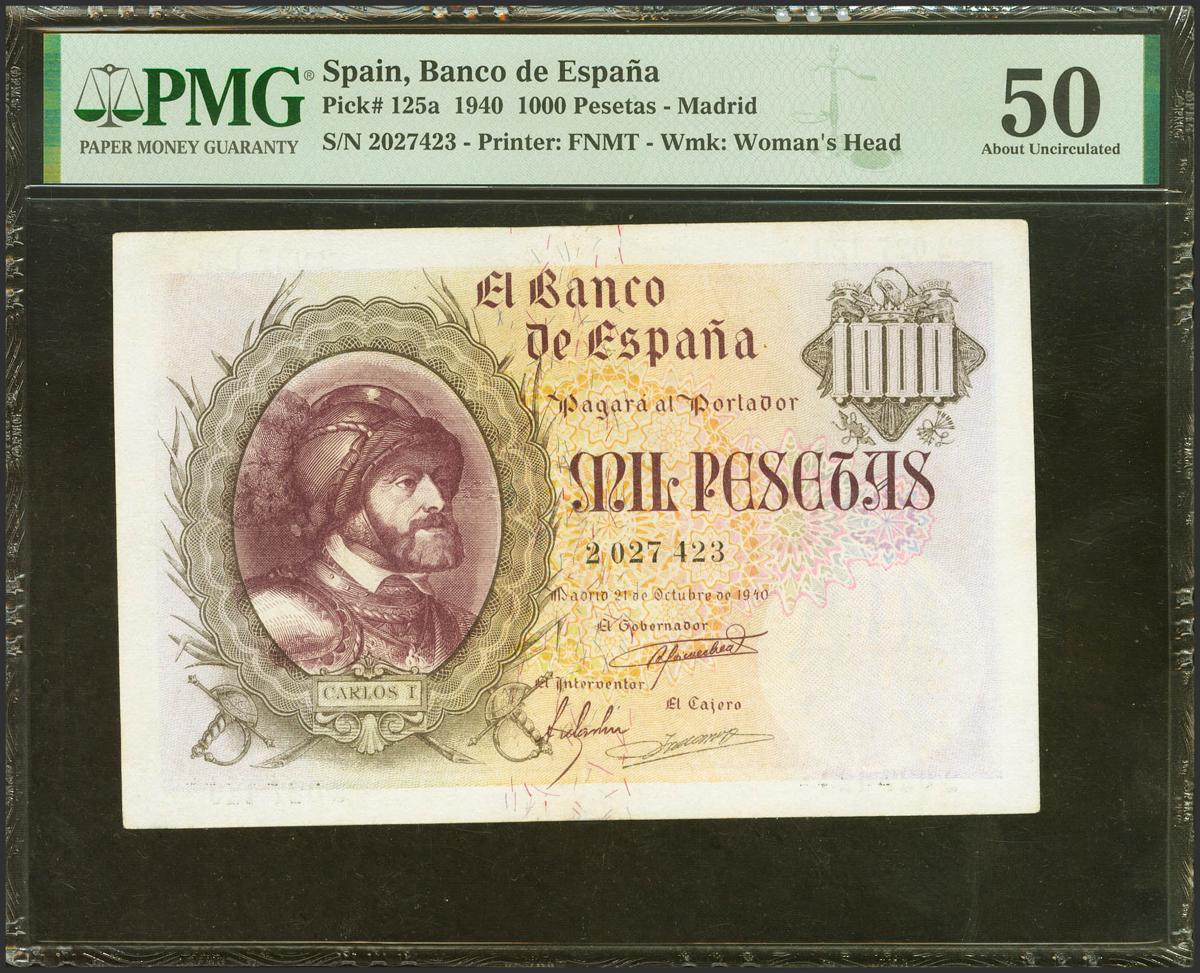 PMG®
PAPER MONEY GUARANTY
Spain, Banco de España
Pick# 125a 1940 1000 Pesetas - Madrid
S/N 2027423 - Printer: FNMT - Wmk: Woman's Head
50
About Uncirculated
El Banco
de España
1000
Pagará al Portador
MIL PESETAS
2 027 423
Madrid 21 de Octubre de 1940
El Gobernador
El Interventor
El Cajero
CARLOS I